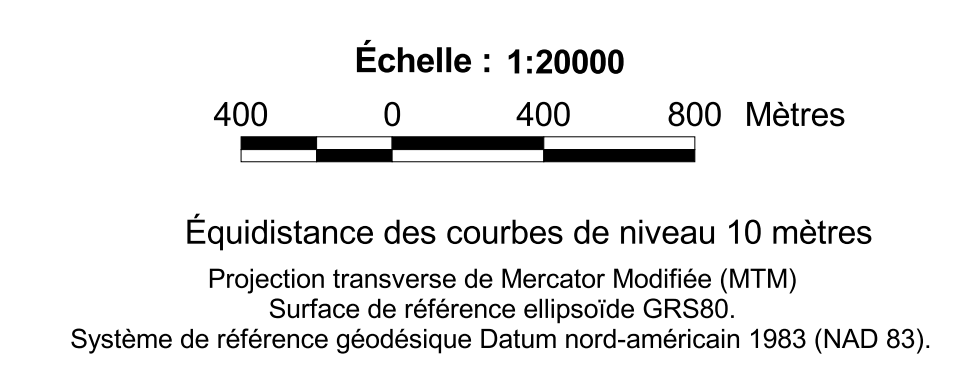 Échelle : 1:20000
400 0 400 800 Mètres
Équidistance des courbes de niveau 10 mètres
Projection transverse de Mercator Modifiée (MTM)
Surface de référence ellipsoïde GRS80.
Système de référence géodésique Datum nord-américain 1983 (NAD 83).